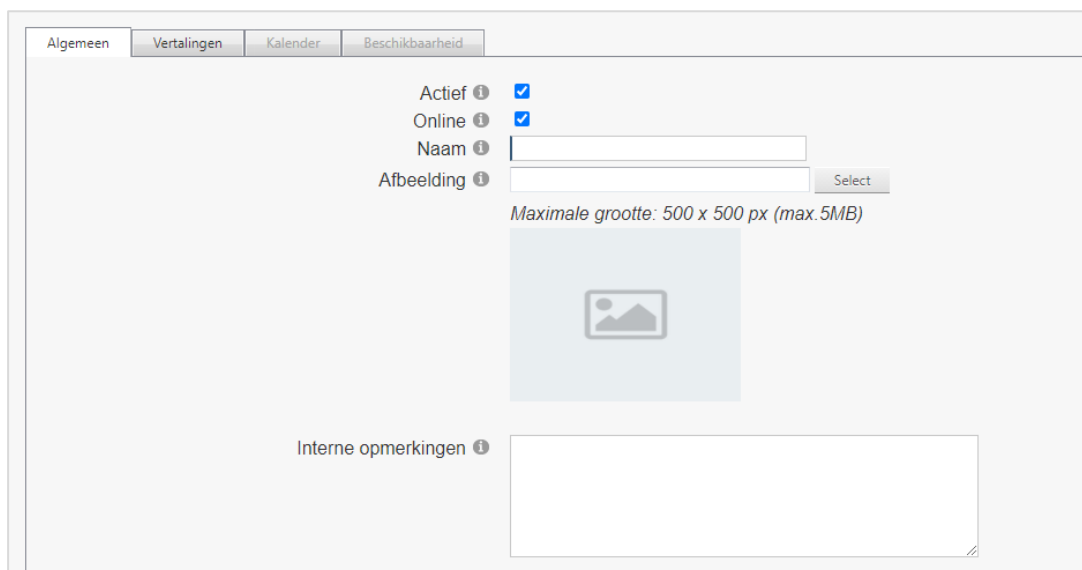 Algemeen Vertalingen Kalender Beschikbaarheid
Actief
Online
Naam
Afbeelding Select
Maximale grootte: 500 x 500 px (max.5MB)
Interne opmerkingen